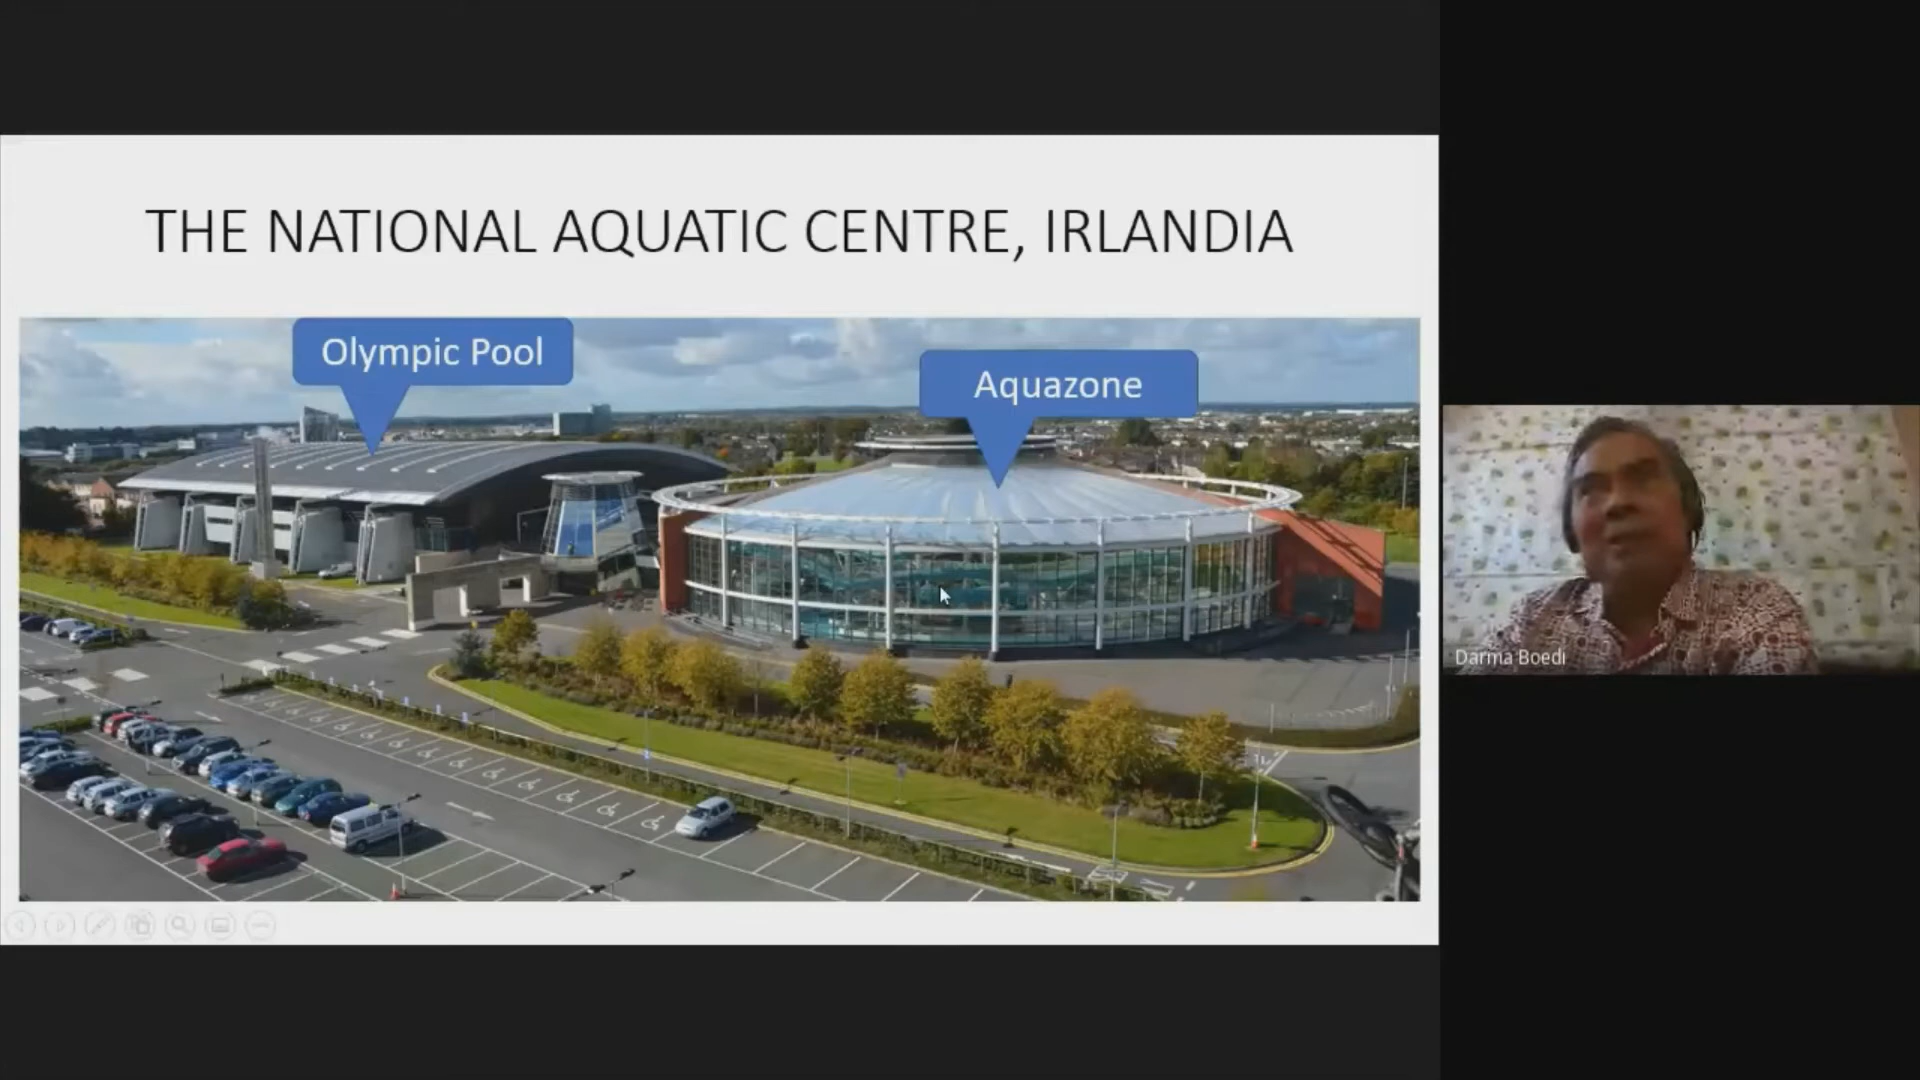 THE NATIONAL AQUATIC CENTRE, IRLANDIA
Olympic Pool
Aquazone
Darma Boedi